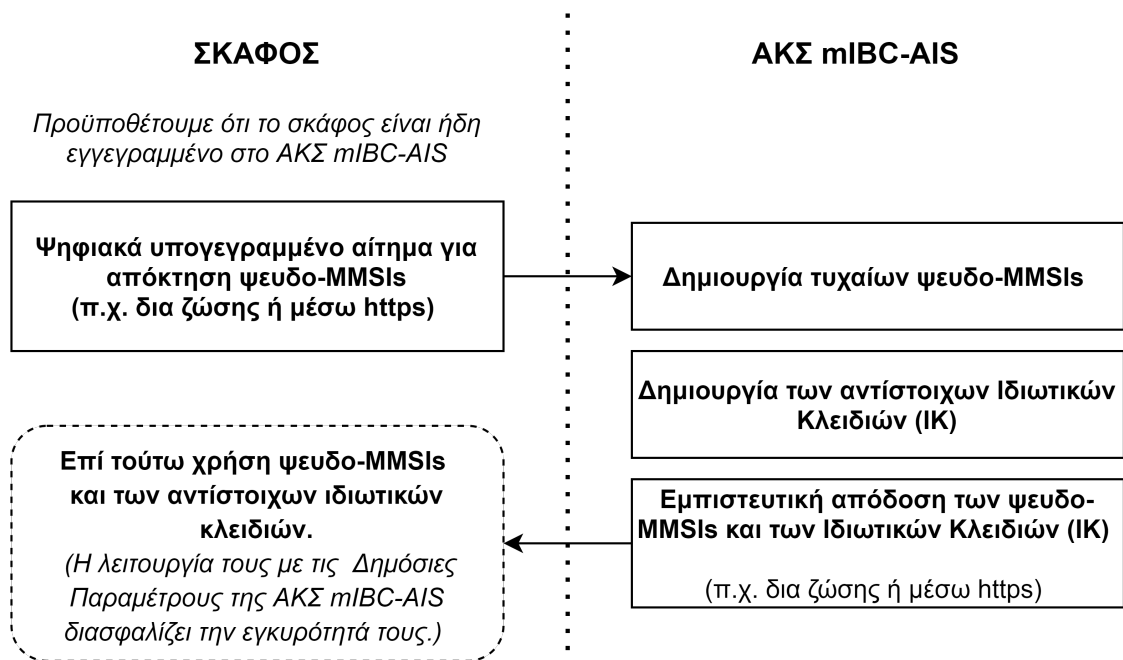 ΣΚΑΦΟΣ
Προϋποθέτουμε ότι το σκάφος είναι ήδη
εγγεγραμμένο στο ΑΚΣ mIBC-AIS
Ψηφιακά υπογεγραμμένο αίτημα για
απόκτηση ψευδο-MMSIs
(π.χ. δια ζώσης ή μέσω https)
ΑΚΣ mIBC-AIS
Δημιουργία τυχαίων ψευδο-MMSIs
Δημιουργία των αντίστοιχων Ιδιωτικών
Κλειδιών (ΙΚ)
Εμπιστευτική απόδοση των ψευδο-
MMSIs και των Ιδιωτικών Κλειδιών (ΙΚ)
(π.χ. δια ζώσης ή μέσω https)
Επί τούτω χρήση ψευδο-MMSIs
και των αντίστοιχων ιδιωτικών
κλειδιών.
(Η λειτουργία τους με τις Δημόσιες
Παραμέτρους της ΑΚΣ mIBC-AIS
διασφαλίζει την εγκυρότητά τους.)